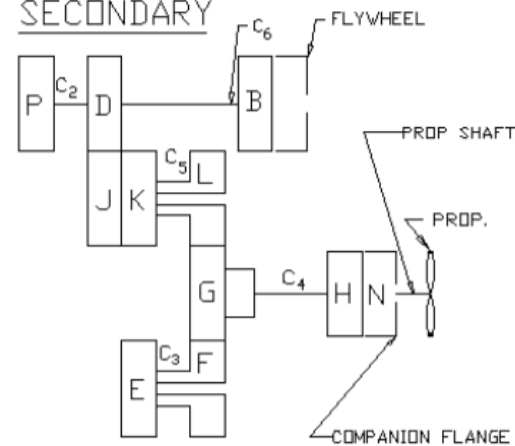 SECONDARY
C6
FLYWHEEL
P
C2
D
B
PROP SHAFT
J
K
C5
L
PROP.
G
C4
H
N
E
C3
F
COMPANION FLANGE